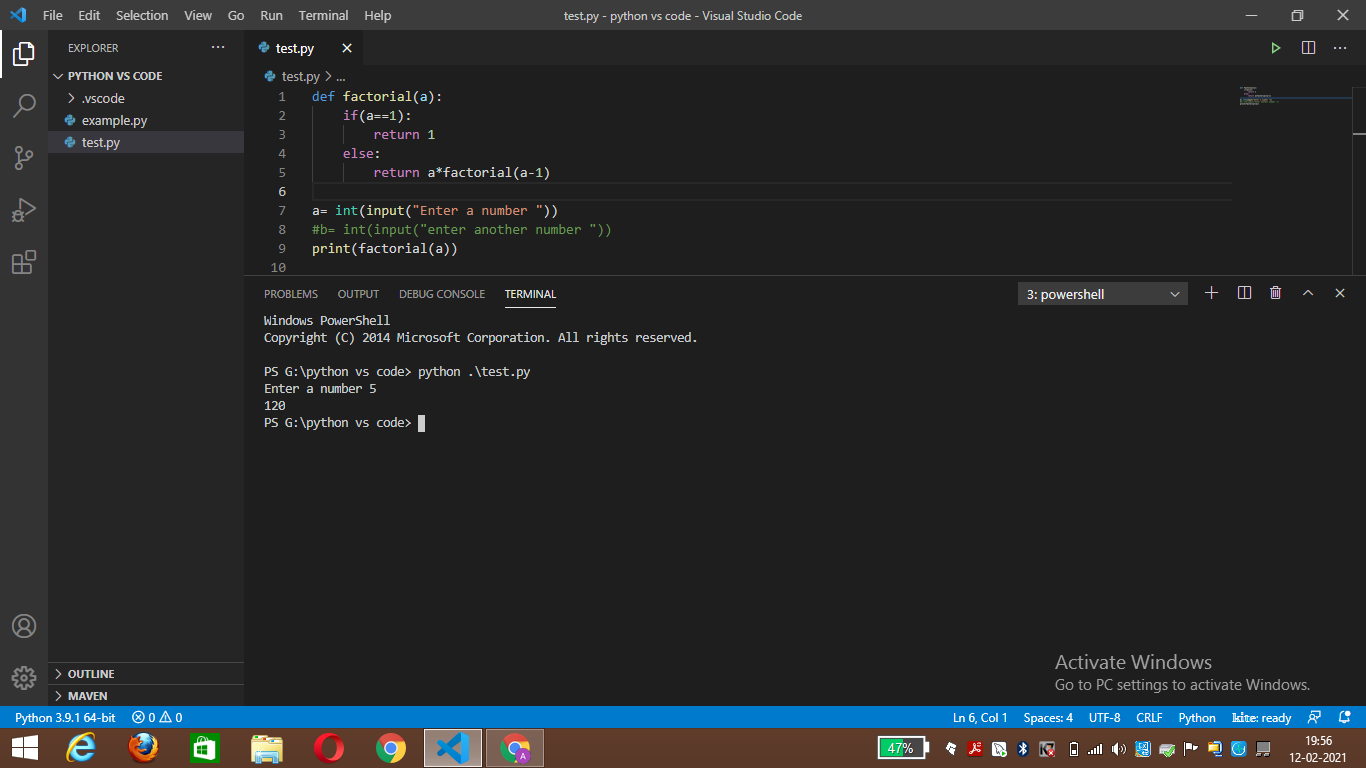 File Edit Selection View Go Run Terminal Help
test.py - python vs code - Visual Studio Code
EXPLORER
PYTHON VS CODE
.vscode
example.py
test.py
OUTLINE
MAVEN
test.py
test.py > ...
1 def factorial(a):
2 if(a==1):
3 return 1
4 else:
5 return a*factorial(a-1)
6
7 a= int(input("Enter a number "))
8 #b= int(input("enter another number "))
9 print(factorial(a))
10
PROBLEMS OUTPUT DEBUG CONSOLE TERMINAL
3: powershell
Windows PowerShell
Copyright (C) 2014 Microsoft Corporation. All rights reserved.
PS G:\python vs code> python .\test.py
Enter a number 5
120
PS G:\python vs code>
Activate Windows
Go to PC settings to activate Windows.
Python 3.9.1 64-bit 0 0
Ln 6, Col 1 Spaces: 4 UTF-8 CRLF Python kite: ready
47%
19:56
12-02-2021